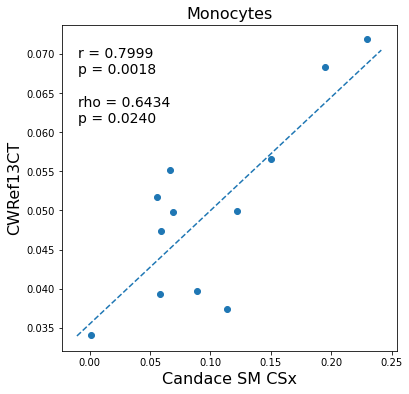 Monocytes
r = 0.7999
p = 0.0018
rho = 0.6434
p = 0.0240
CWRef13CT
0.070
0.065
0.060
0.055
0.050
0.045
0.040
0.035
0.00 0.05 0.10 0.15 0.20 0.25
Candace SM CSx